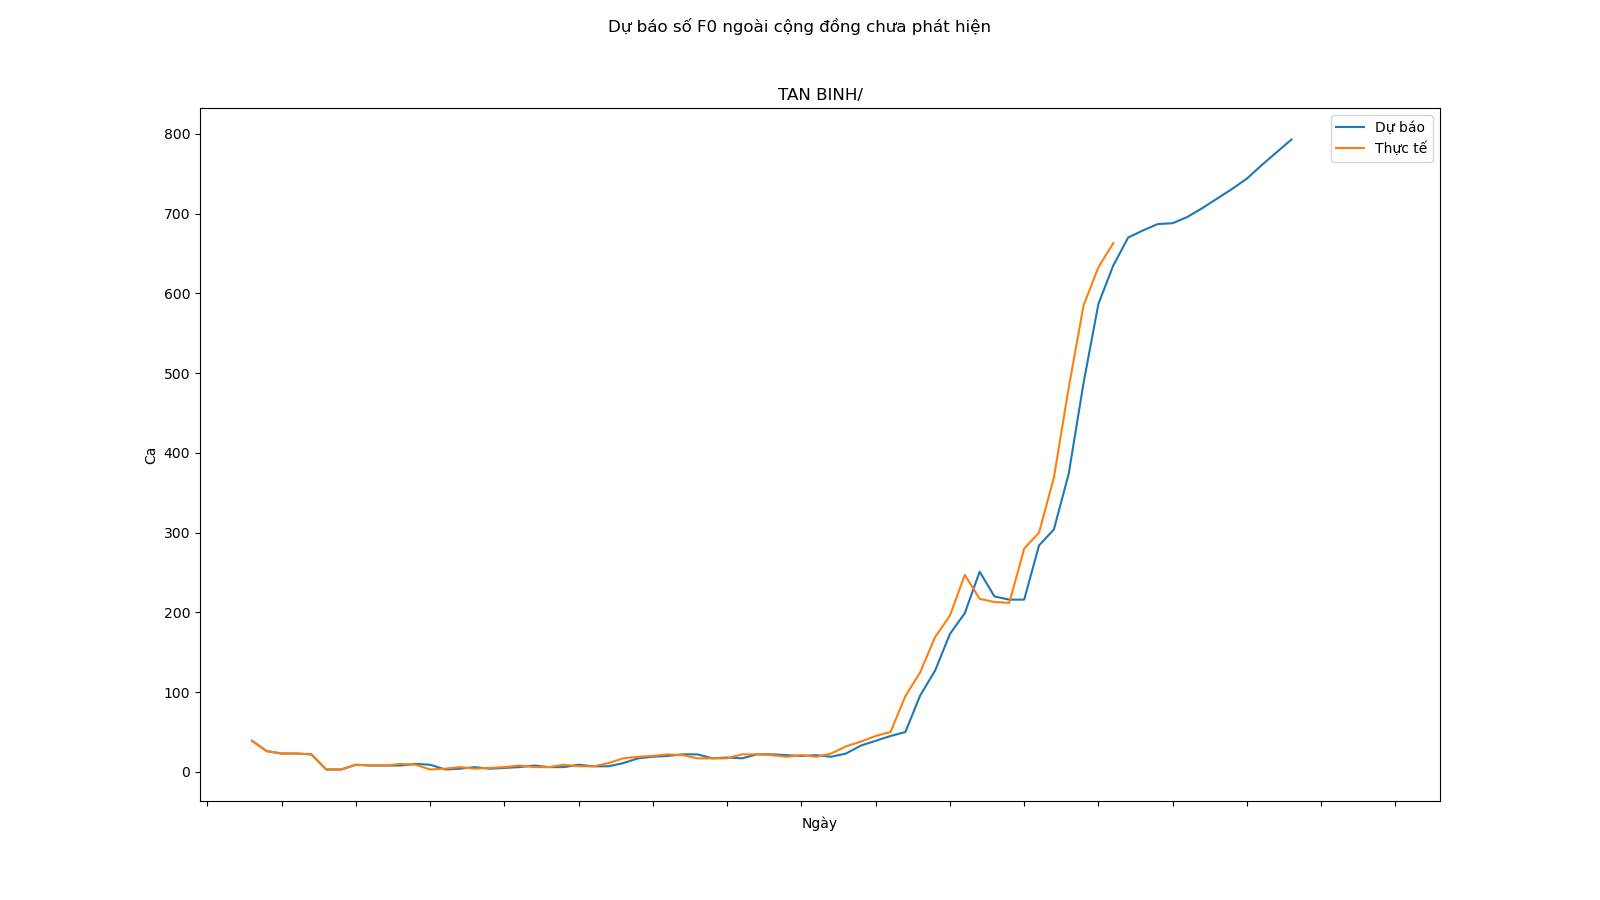 Dự báo số F0 ngoài cộng đồng chưa phát hiện
TAN BINH/
Dự báo
Thực tế
800
700
600
500
400
300
200
100
0
Ca
Ngày